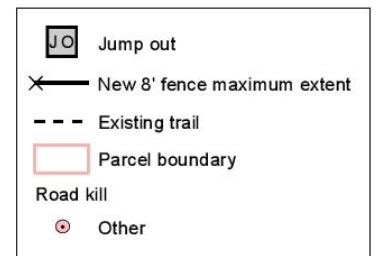 JO Jump out
New 8' fence maximum extent
Existing trail
Parcel boundary
Road kill
Other